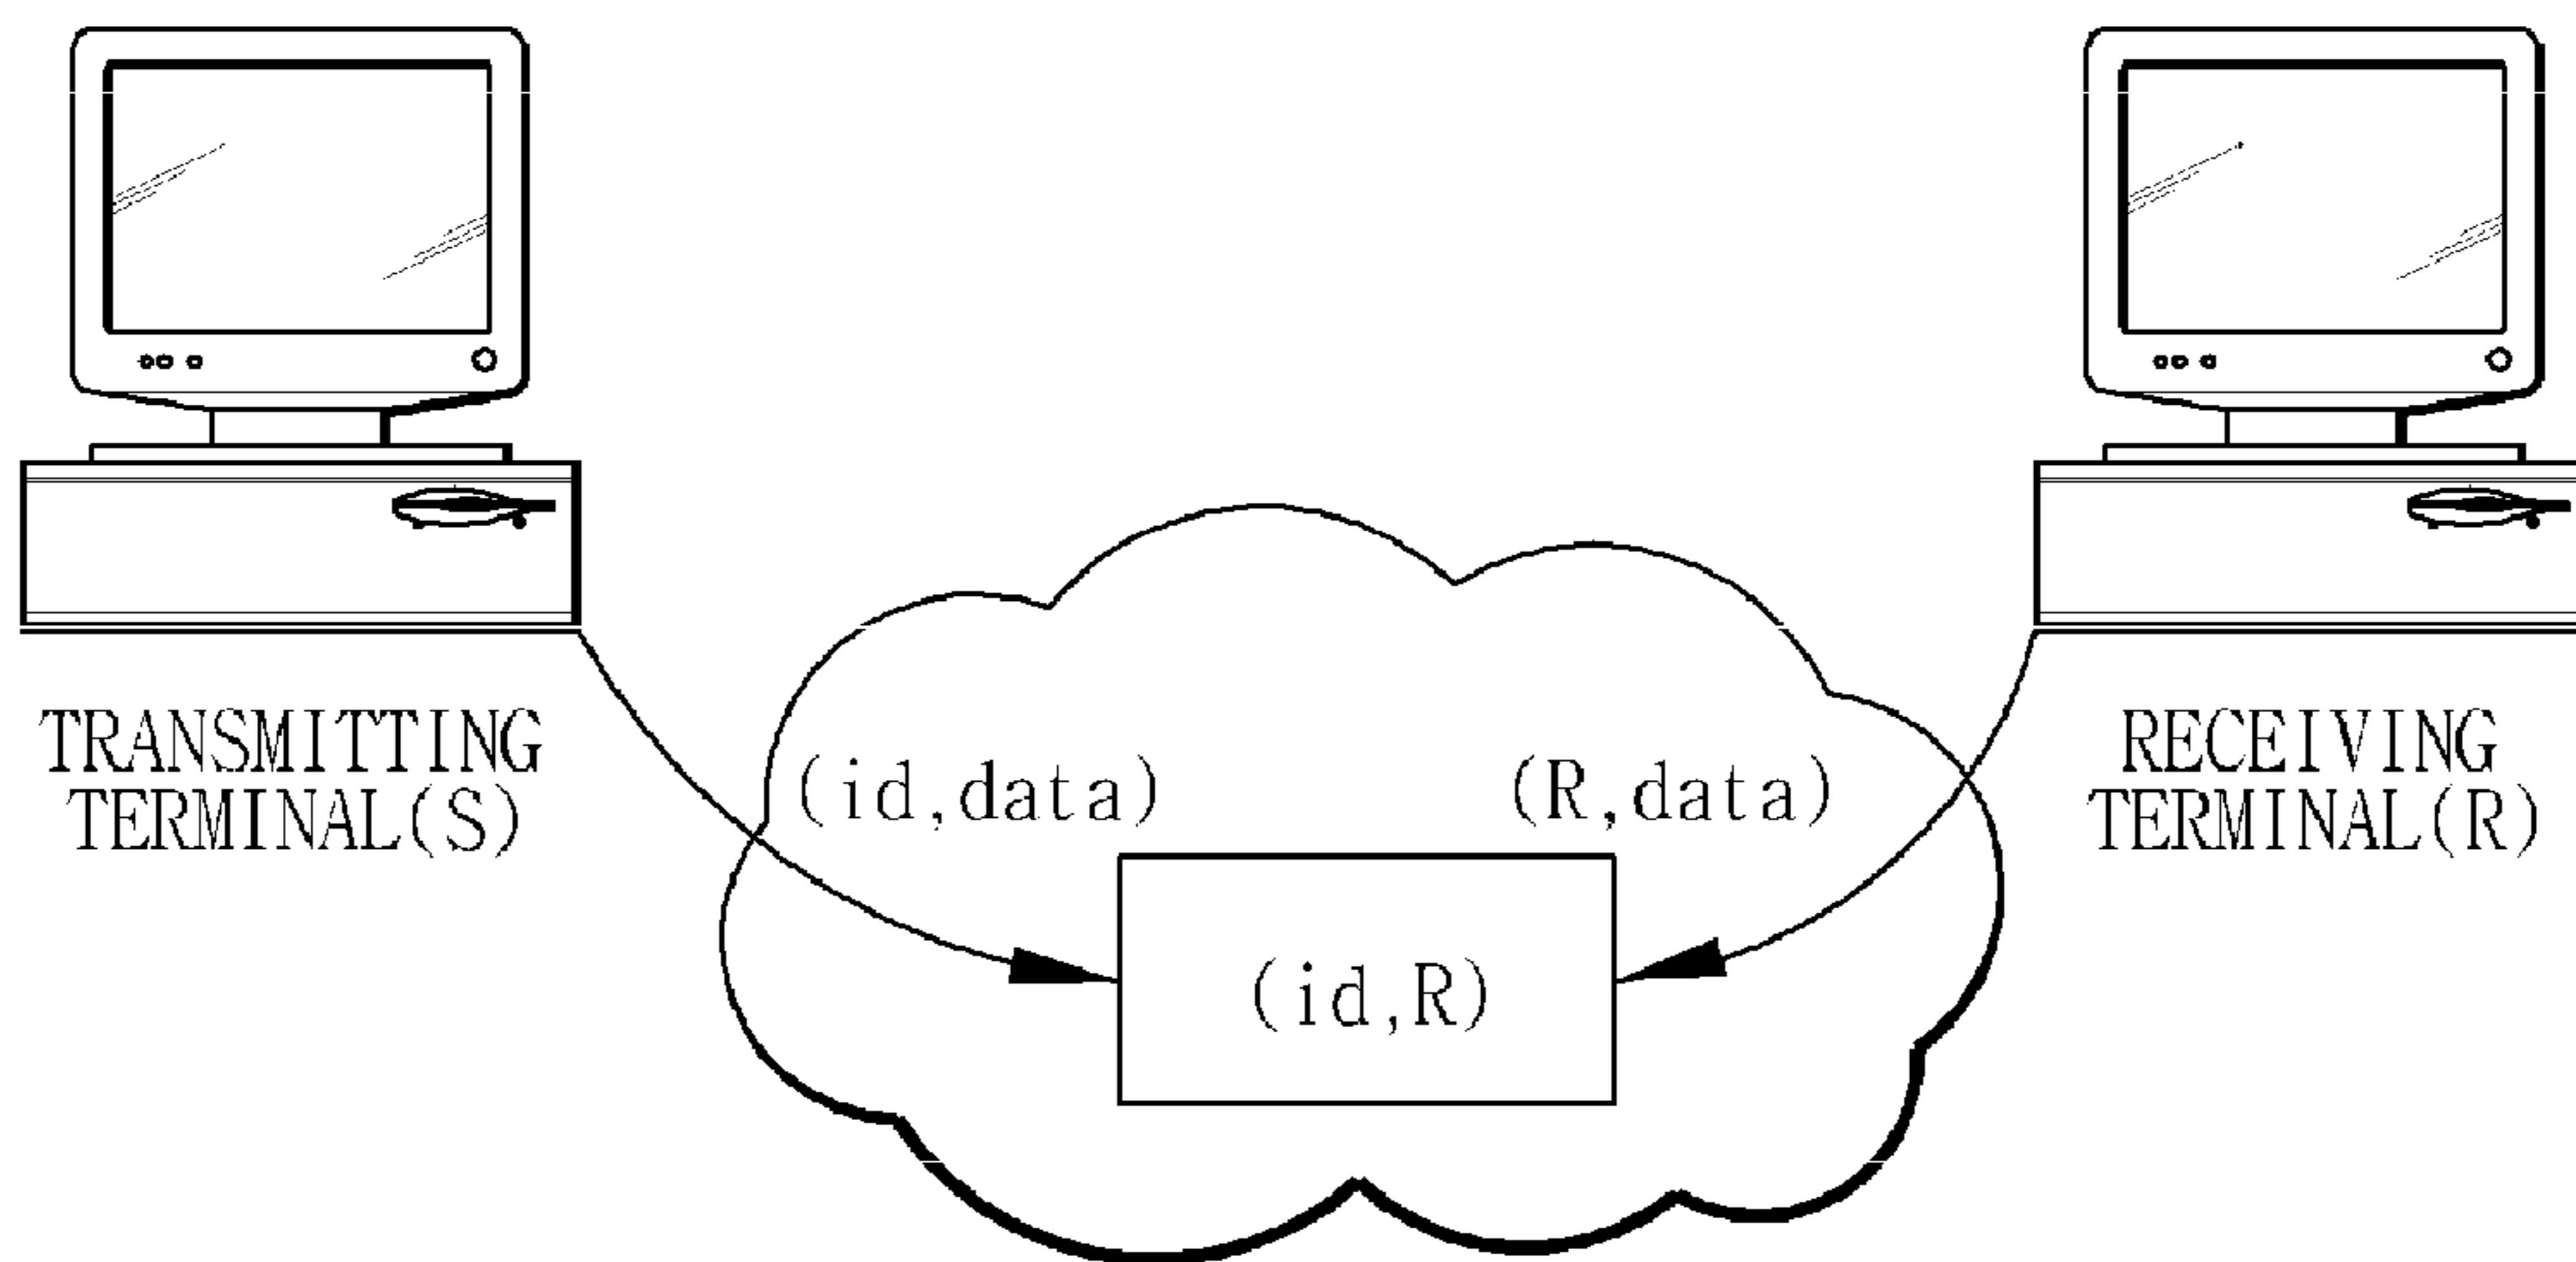 TRANSMITTING
TERMINAL(S)
(id,data)
(R,data)
(id,R)
RECEIVING
TERMINAL(R)